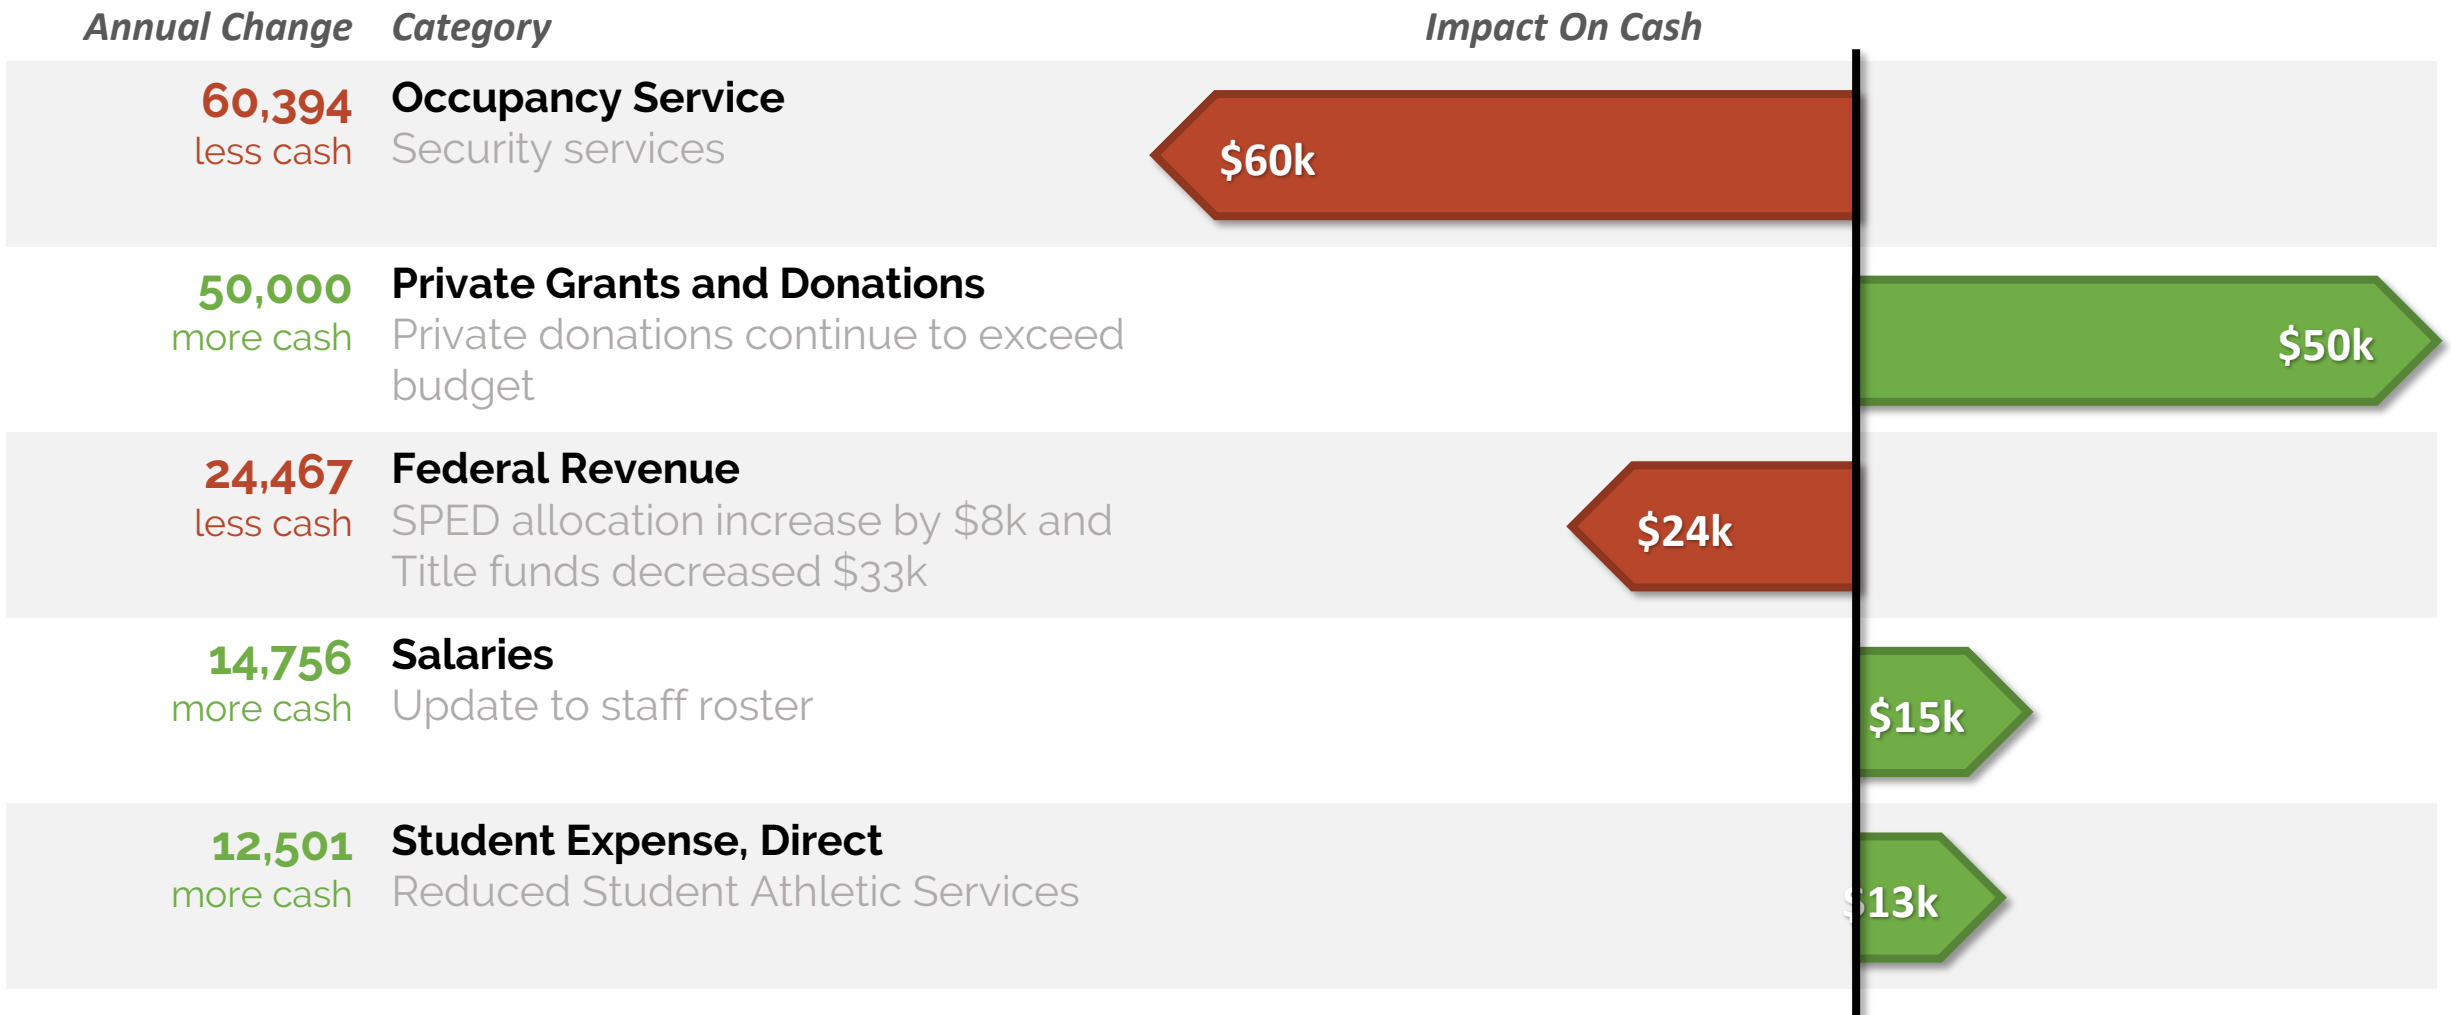 Annual Change Category Impact On Cash
60,394 Occupancy Service
less cash Security services
$60k
50,000 Private Grants and Donations
more cash Private donations continue to exceed
budget
$50k
24,467 Federal Revenue
less cash SPED allocation increase by $8k and
Title funds decreased $33k
$24k
14,756 Salaries
more cash Update to staff roster
$15k
12,501 Student Expense, Direct
more cash Reduced Student Athletic Services
$13k